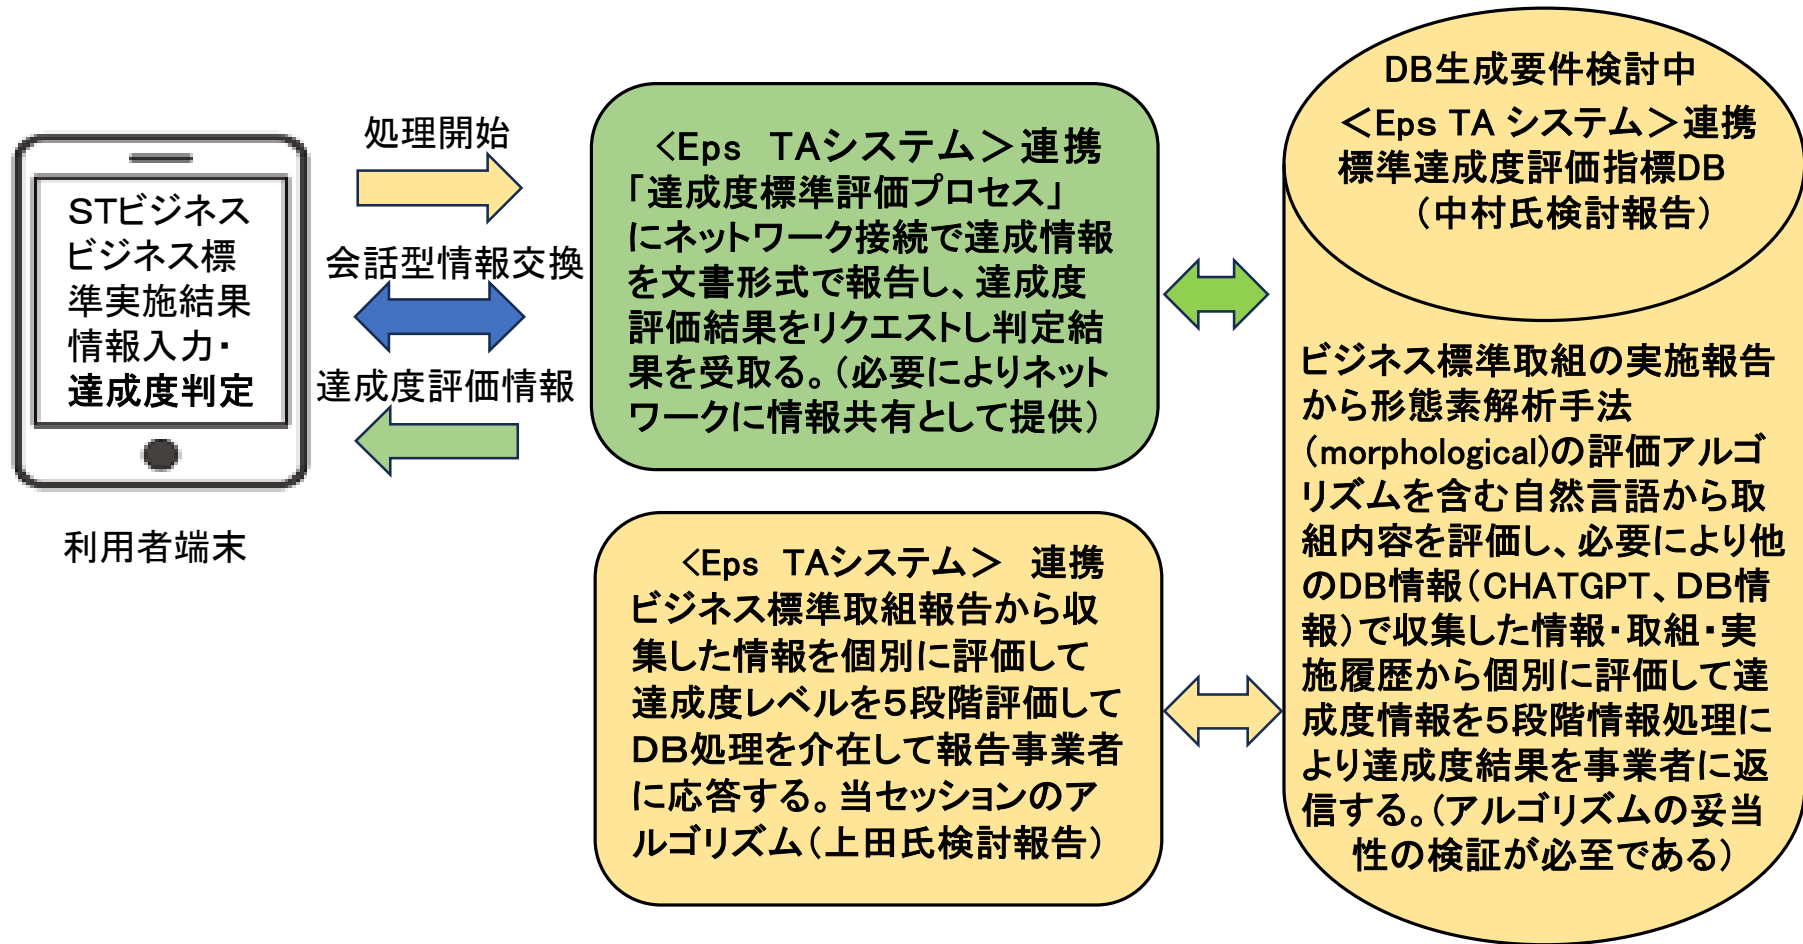 STビジネス
ビジネス標
準実施結果
情報入力・
達成度判定
利用者端末
処理開始
会話型情報交換
達成度評価情報
<Eps　TAシステム＞連携
「達成度標準評価プロセス」
にネットワーク接続で達成情報
を文書形式で報告し、達成度
評価結果をリクエストし判定結
果を受取る。（必要によりネット
ワークに情報共有として提供）
<Eps　TAシステム＞　連携
ビジネス標準取組報告から収
集した情報を個別に評価して
達成度レベルを５段階評価して
ＤＢ処理を介在して報告事業者
に応答する。当セッションのア
ルゴリズム（上田氏検討報告）
DB生成要件検討中
＜Eps TA システム＞連携
標準達成度評価指標DB
（中村氏検討報告）
ビジネス標準取組の実施報告
から形態素解析手法
（morphological)の評価アルゴ
リズムを含む自然言語から取
組内容を評価し、必要により他
のDB情報（CHATGPT、ＤＢ情
報）で収集した情報・取組・実
施履歴から個別に評価して達
成度情報を５段階情報処理に
より達成度結果を事業者に返
信する。（アルゴリズムの妥当
性の検証が必至である）